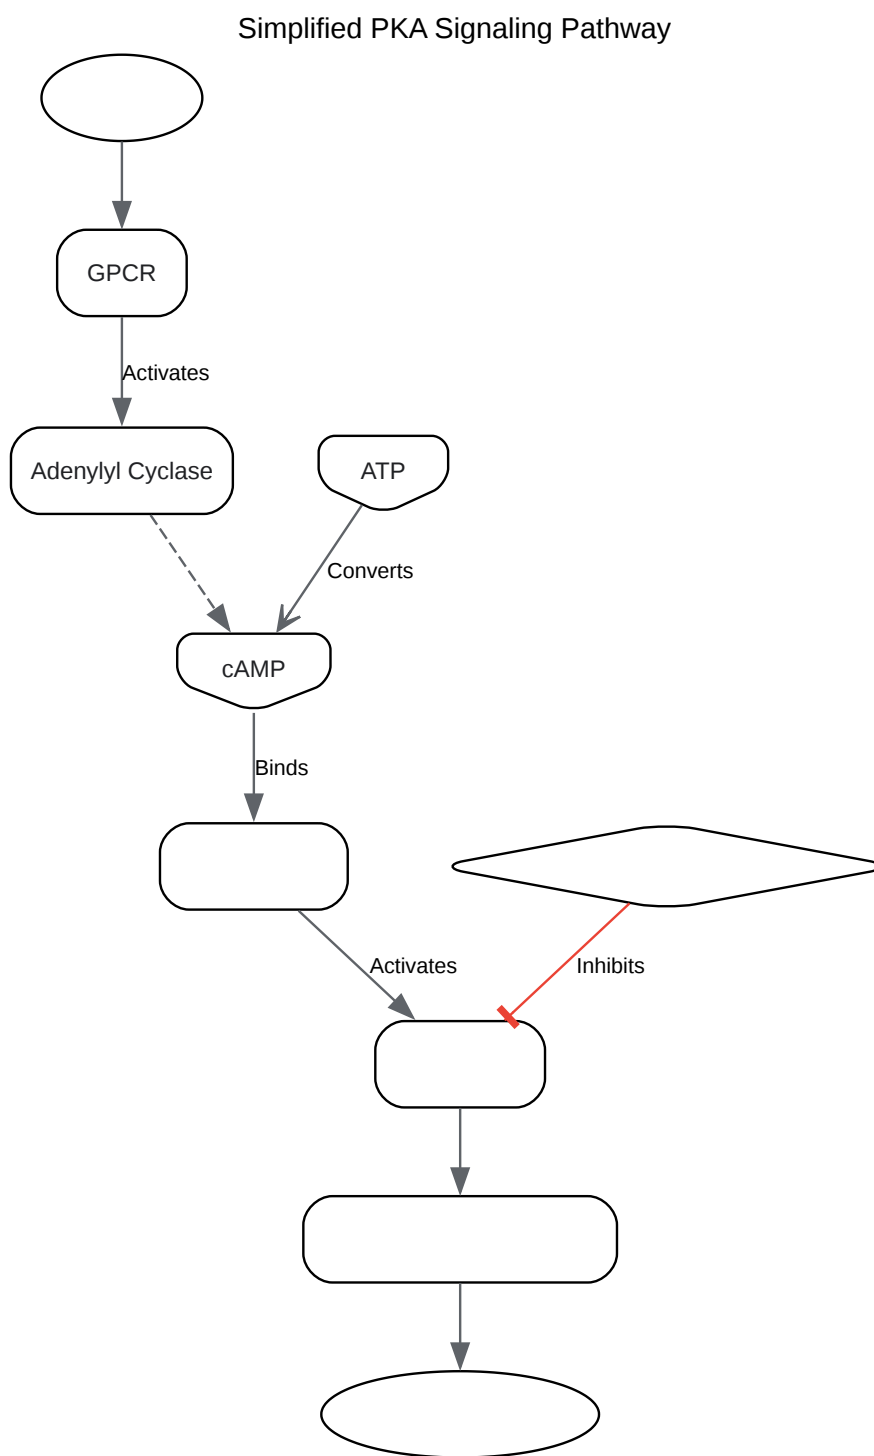 Simplified PKA Signaling Pathway
GPCR
Activates
Adenylyl Cyclase
ATP
Converts
cAMP
Binds
Activates
Inhibits